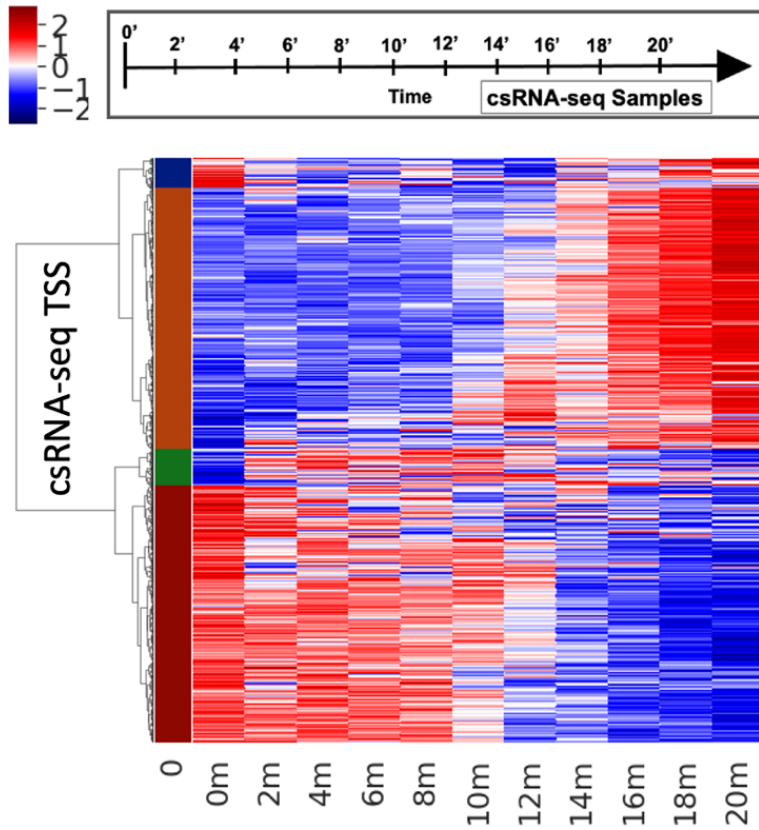 2
1
0
−1
−2
0’ 2’ 4’ 6’ 8’ 10’ 12’ 14’ 16’ 18’ 20’
Time
csRNA-seq Samples
csRNA-seq TSS
0 0m 2m 4m 6m 8m 10m 12m 14m 16m 18m 20m